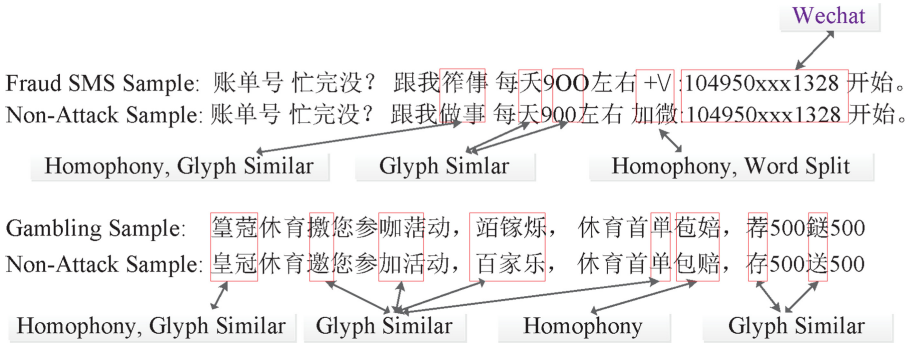 Wechat
Fraud SMS Sample: 账单号 忙完没？ 跟我筰倳 每天9OO左右 +\/ :104950xxx1328 开始。
Non-Attack Sample: 账单号 忙完没？ 跟我做事 每天900左右 加微:104950xxx1328 开始。
Homophony, Glyph Similar
Glyph Simlar
Homophony, Word Split
Gambling Sample: 篁蒄休育撽您参咖萿动，竡镓烁， 休育首単苞婄，荐500鎹500
Non-Attack Sample: 皇冠休育邀您参加活动，百家乐， 休育首单包赔，存500送500
Homophony, Glyph Similar
Glyph Similar
Homophony
Glyph Similar